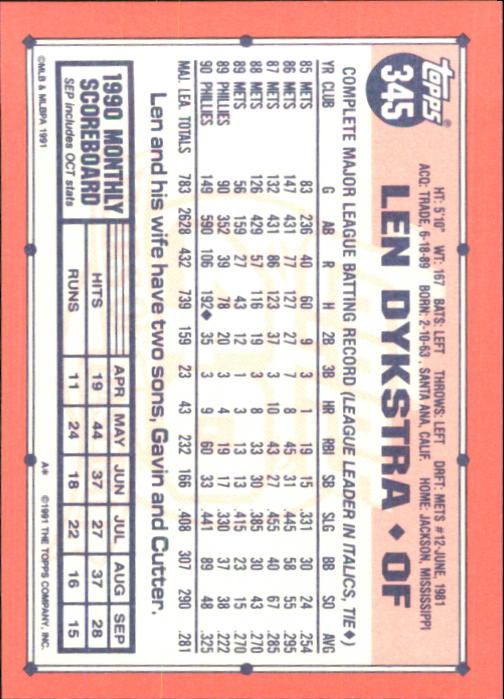 topps®
345
LEN DYKSTRA ♦ OF
HT: 5'10" WT: 167 BATS: LEFT THROWS: LEFT DRFT: METS #12-JUNE, 1981
ACQ: TRADE, 6-18-89 BORN: 2-10-63, SANTA ANA, CALIF. HOME: JACKSON, MISSISSIPPI
COMPLETE MAJOR LEAGUE BATTING RECORD (LEAGUE LEADER IN ITALICS, TIE♦)
YR CLUB G AB R H 2B 3B HR RBI SB SLG BB SO AVG
85 METS 83 236 40 60 9 3 1 19 15 .331 30 24 .254
86 METS 147 431 77 127 27 7 8 45 31 .445 58 55 .295
87 METS 132 431 86 123 37 3 10 43 27 .455 40 67 .285
88 METS 126 429 57 116 19 3 8 33 30 .385 30 43 .270
89 METS 56 159 27 43 12 1 3 13 13 .415 23 15 .270
89 PHILLIES 90 352 39 78 20 3 4 19 17 .330 37 38 .222
90 PHILLIES 149 590 106 192♦ 35 3 9 60 33 .441 89 48 .325
MAJ. LEA. TOTALS 783 2628 432 739 159 23 43 232 166 .408 307 290 .281
Len and his wife have two sons, Gavin and Cutter.
1990 MONTHLY
SCOREBOARD
SEP includes OCT stats
APR MAY JUN JUL AUG SEP
HITS 19 44 37 27 37 28
RUNS 11 24 18 22 16 15
©MLB & MLBPA 1991 A* ©1991 THE TOPPS COMPANY, INC.